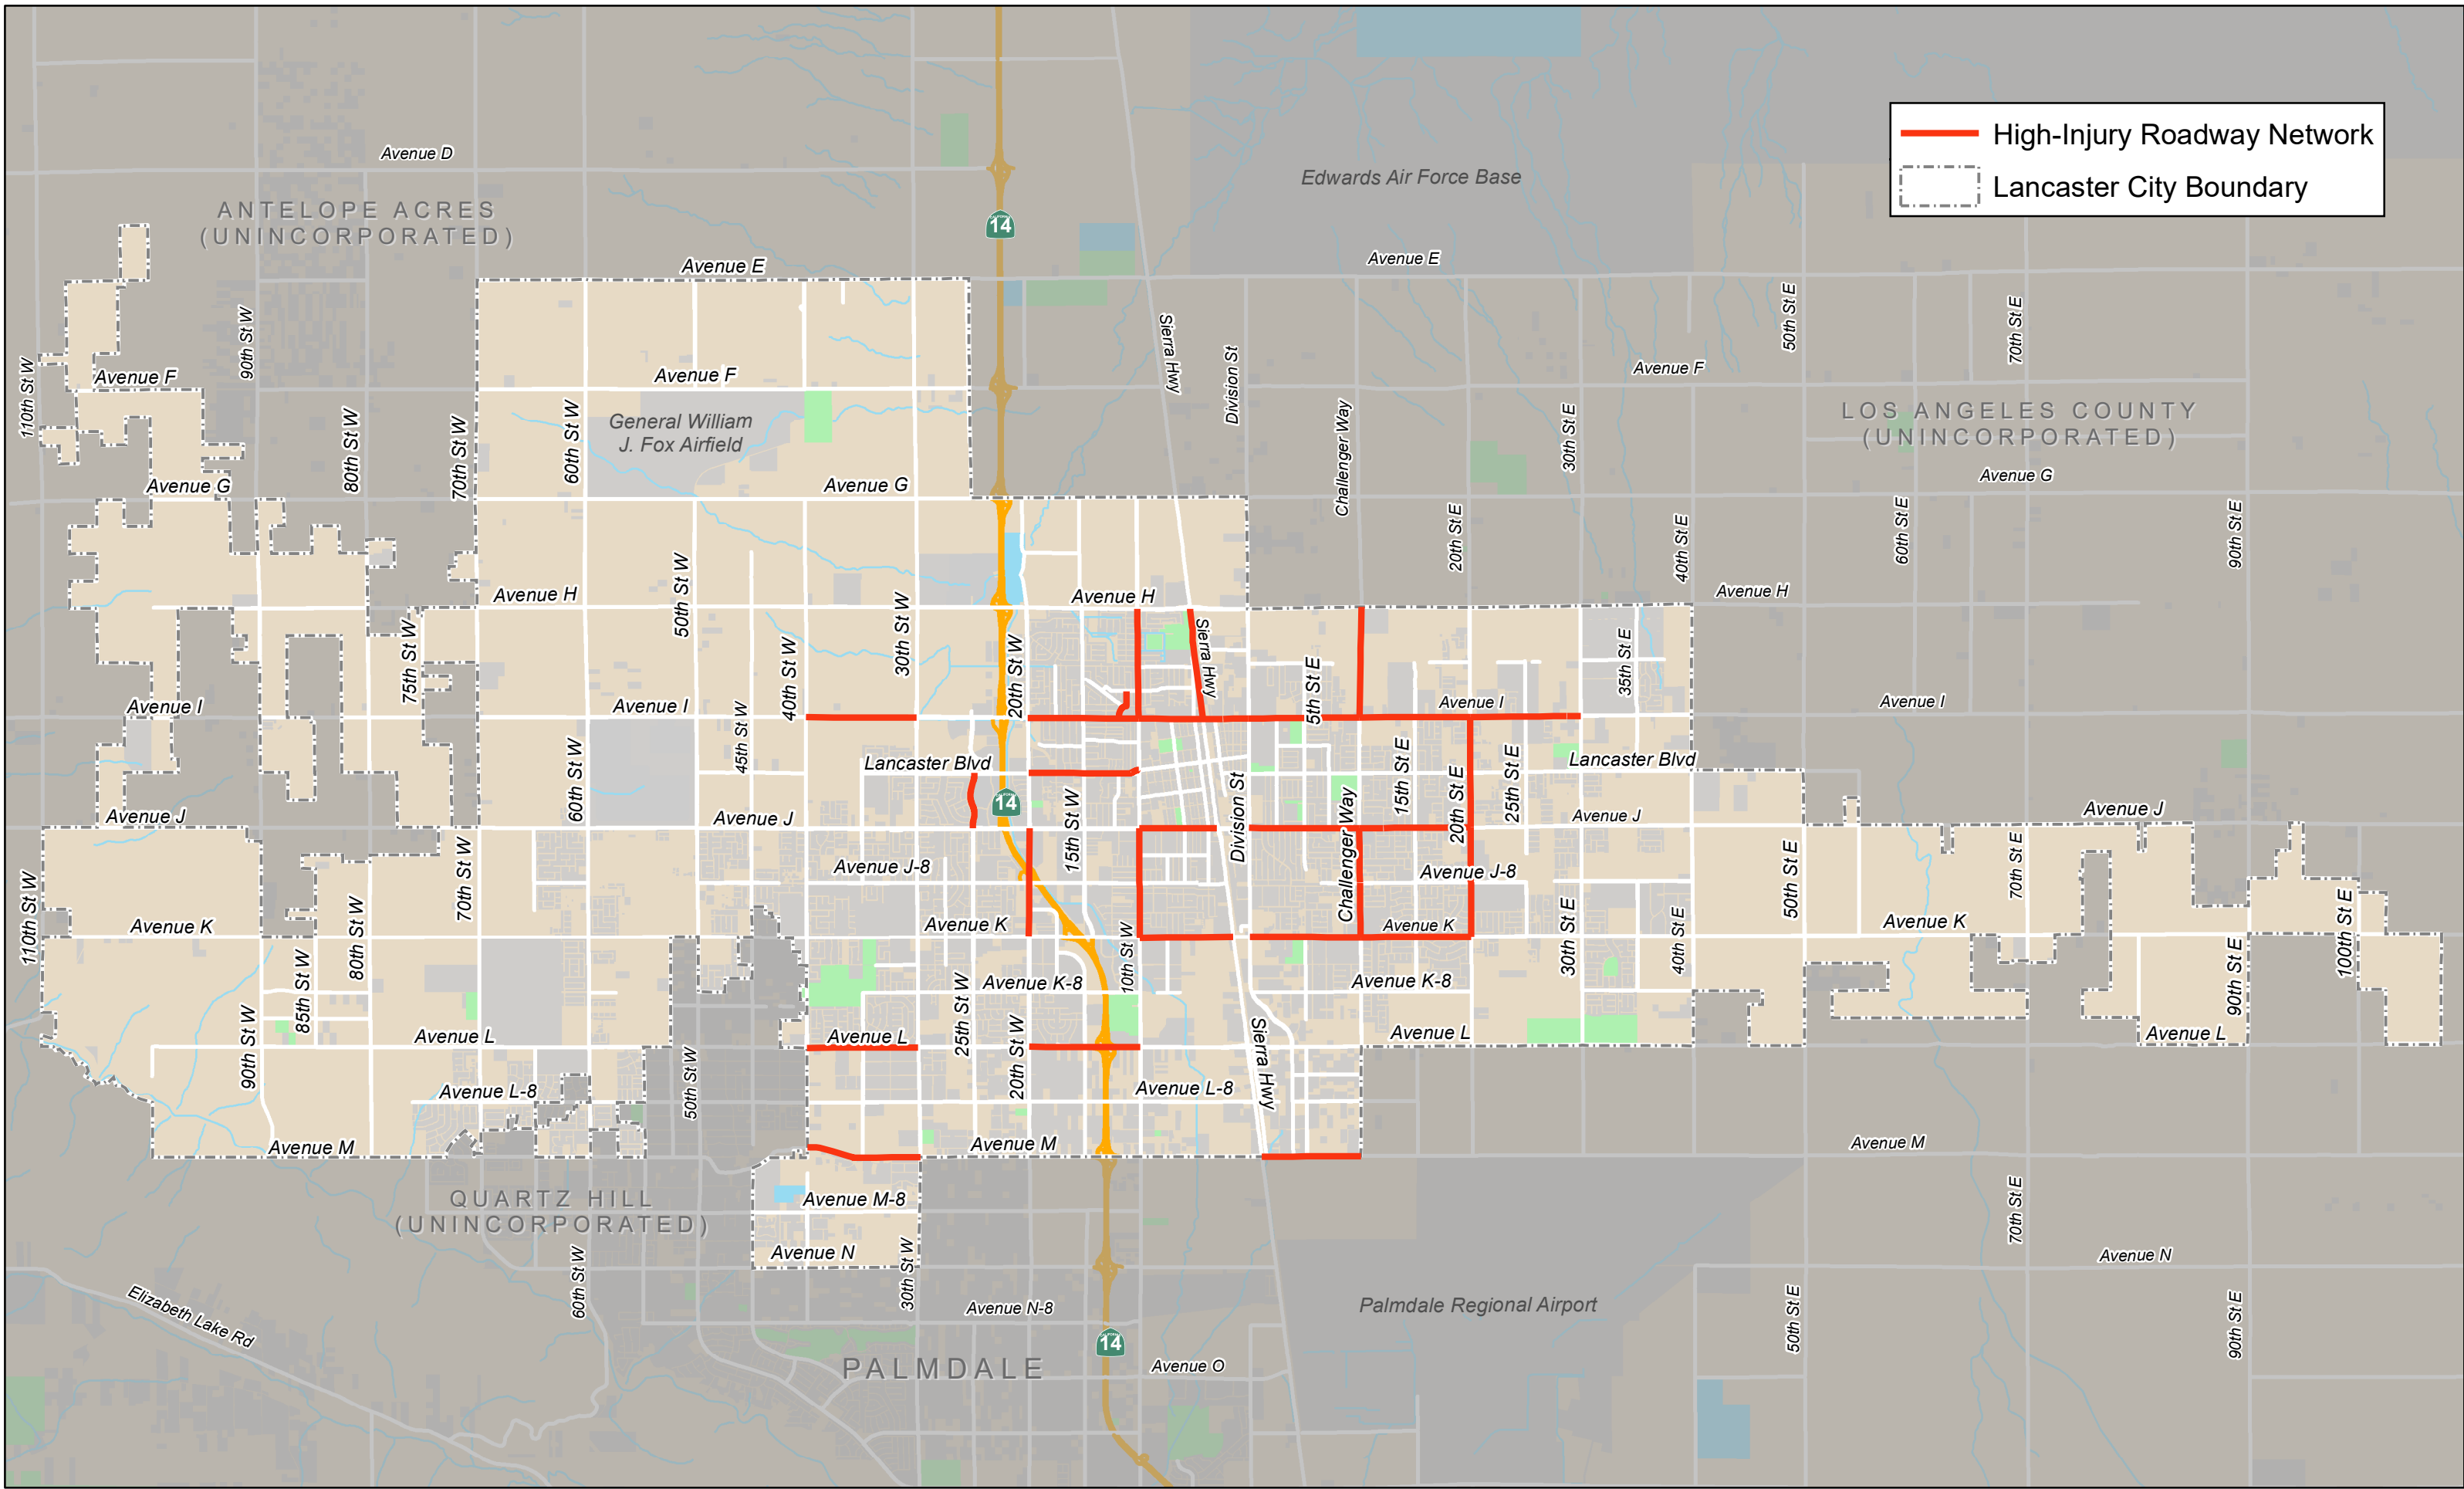 High-Injury Roadway Network
Lancaster City Boundary
Avenue D
ANTELOPE ACRES
(UNINCORPORATED)
Edwards Air Force Base
14
Avenue E
Avenue E
90th St W
Sierra Hwy
Division St
50th St E
70th St E
110th St W
Avenue F
Avenue F
Avenue F
General William
J. Fox Airfield
60th St W
80th St W
70th St W
Challenger Way
30th St E
LOS ANGELES COUNTY
(UNINCORPORATED)
Avenue G
Avenue G
Avenue G
20th St E
40th St E
60th St E
90th St E
Avenue H
Avenue H
Avenue H
50th St W
30th St W
75th St W
40th St W
20th St W
Sierra Hwy
5th St E
35th St E
Avenue I
Avenue I
Avenue I
Avenue I
45th St W
60th St W
Lancaster Blvd
Lancaster Blvd
14
15th St W
Division St
Challenger Way
15th St E
20th St E
25th St E
Avenue J
Avenue J
Avenue J
Avenue J
110th St W
70th St W
Avenue J-8
Avenue J-8
50th St E
70th St E
Avenue K
Avenue K
Avenue K
Avenue K
80th St W
85th St W
90th St W
10th St W
30th St E
40th St E
90th St E
100th St E
Avenue K-8
Avenue K-8
25th St W
20th St W
Avenue L
Avenue L
Avenue L
Avenue L
50th St W
Sierra Hwy
Avenue L-8
Avenue L-8
Avenue M
Avenue M
Avenue M
QUARTZ HILL
(UNINCORPORATED)
Avenue M-8
70th St E
Avenue N
Avenue N
60th St W
30th St W
Elizabeth Lake Rd
Avenue N-8
Palmdale Regional Airport
50th St E
90th St E
14
PALMDALE
Avenue O